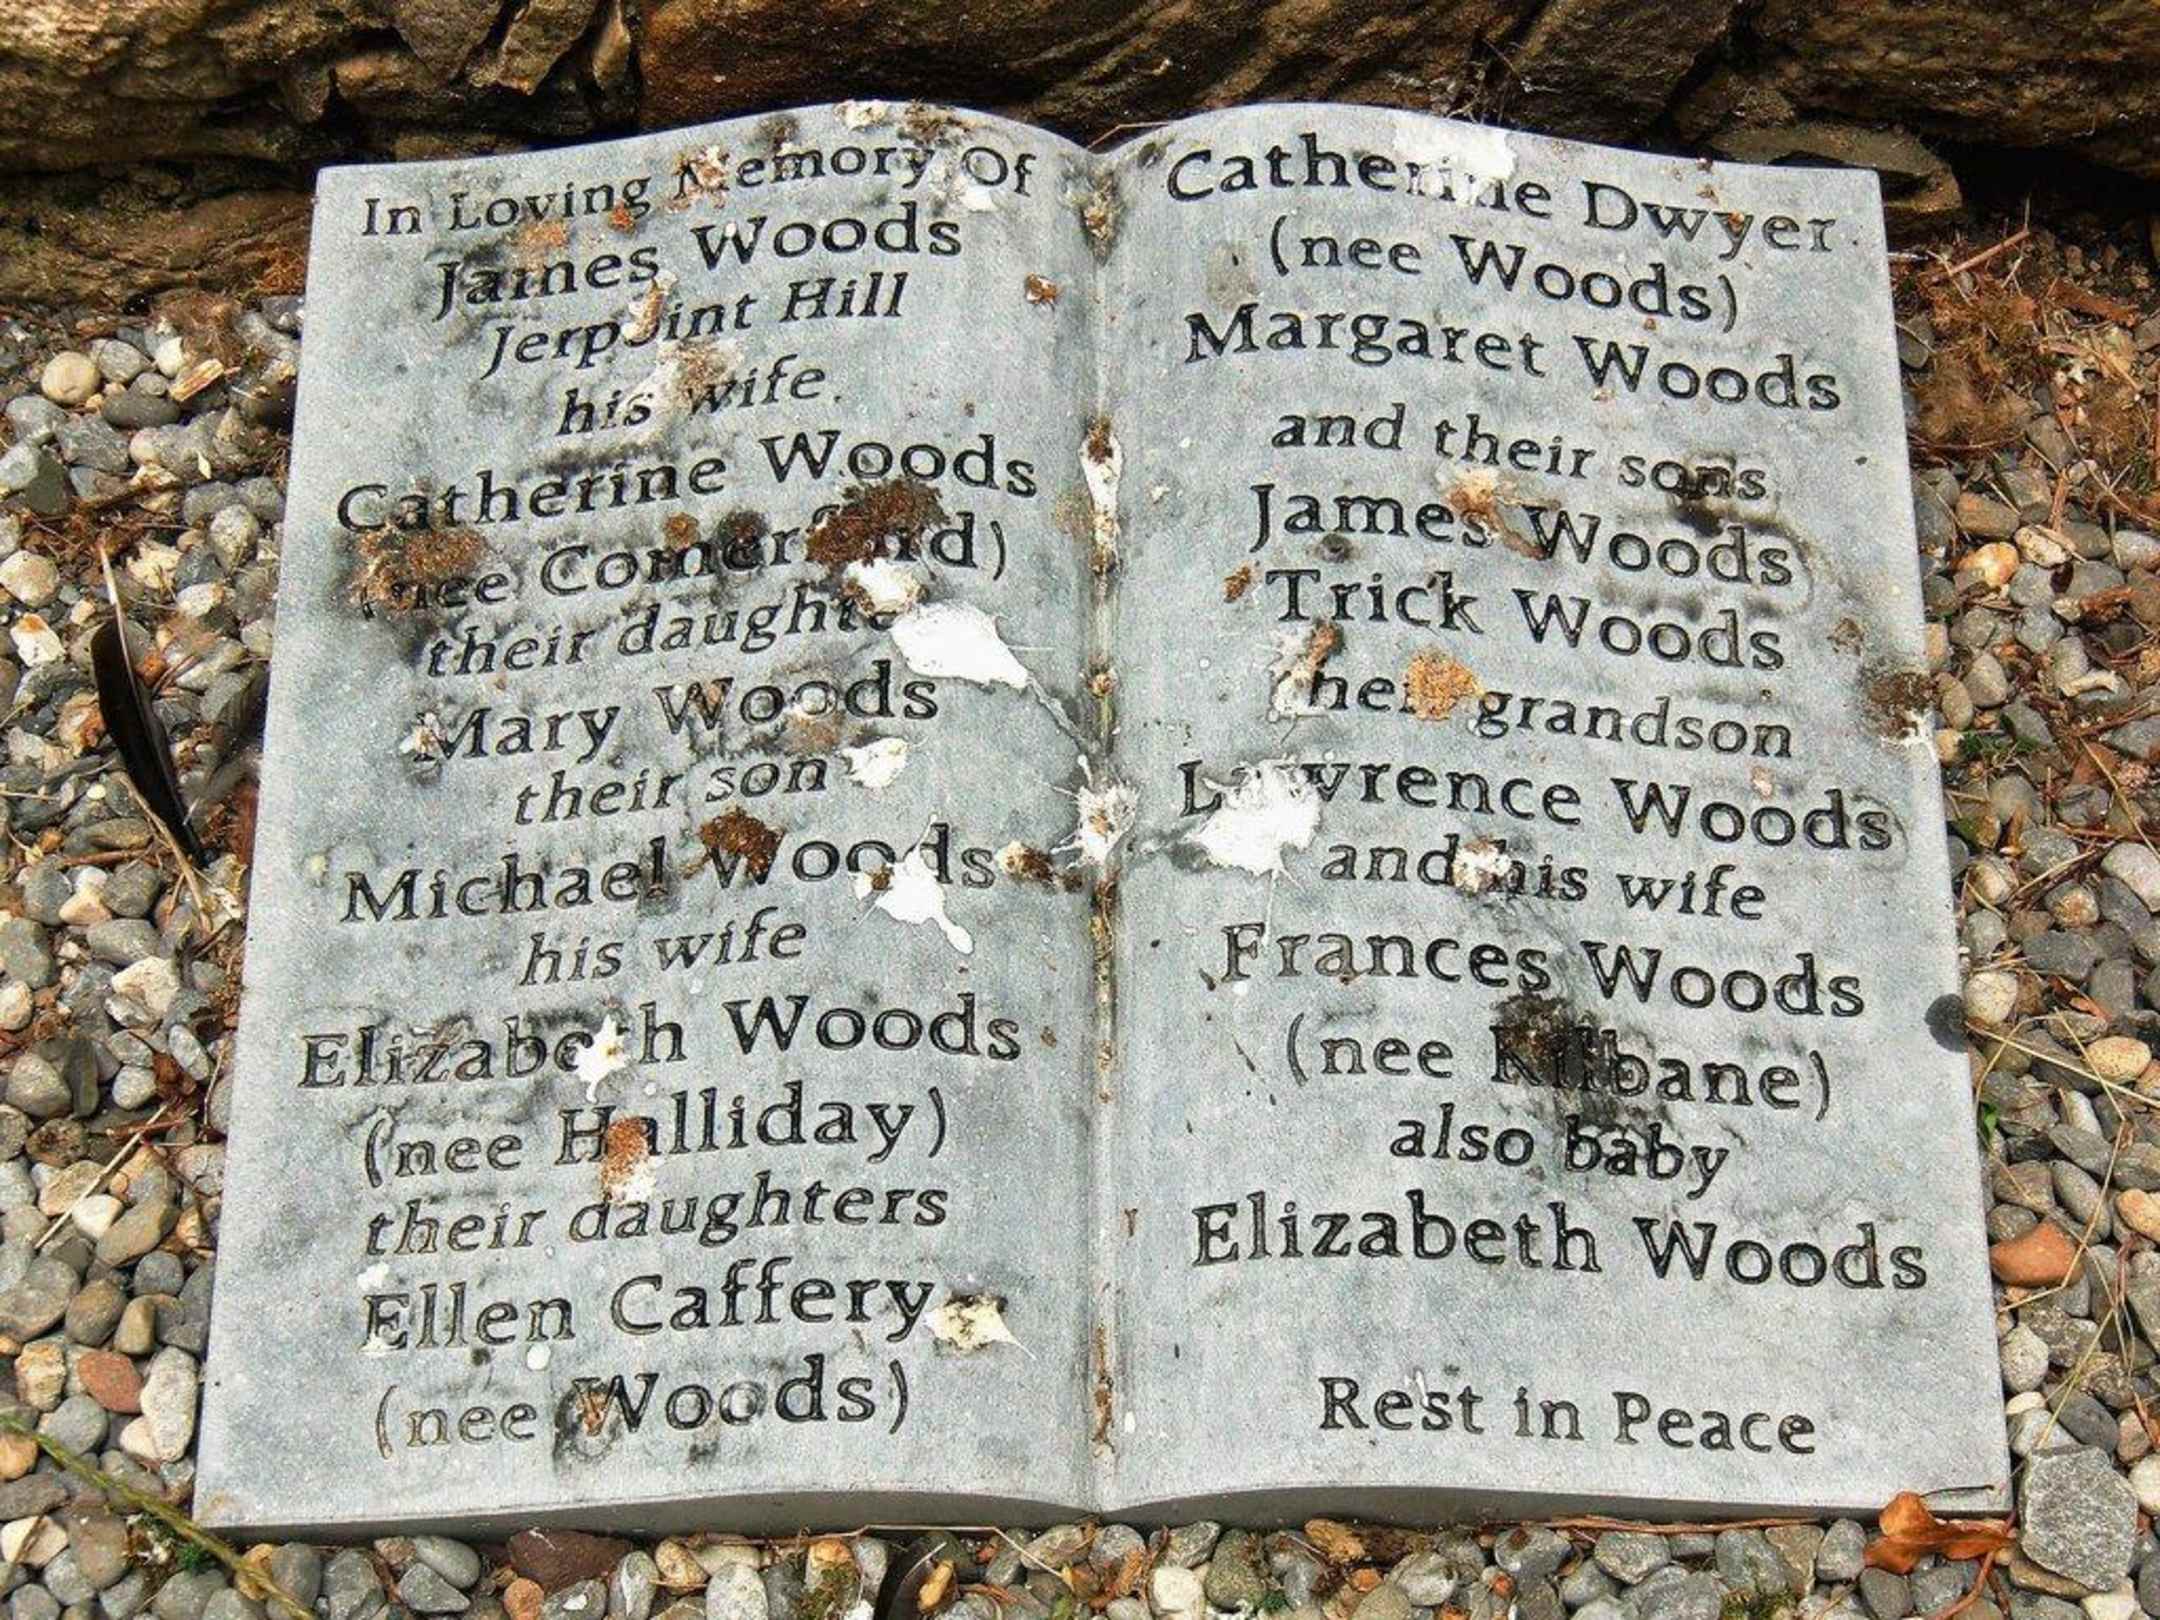 In Loving Memory Of
James Woods
Jerpoint Hill
his wife.
Catherine Woods
(nee Comerford)
their daughter
Mary Woods
their son
Michael Woods
his wife
Elizabeth Woods
(nee Halliday)
their daughters
Ellen Caffery
(nee Woods)
Catherine Dwyer
(nee Woods)
Margaret Woods
and their sons
James Woods
Trick Woods
her grandson
Lawrence Woods
and his wife
Frances Woods
(nee Kilbane)
also baby
Elizabeth Woods
Rest in Peace